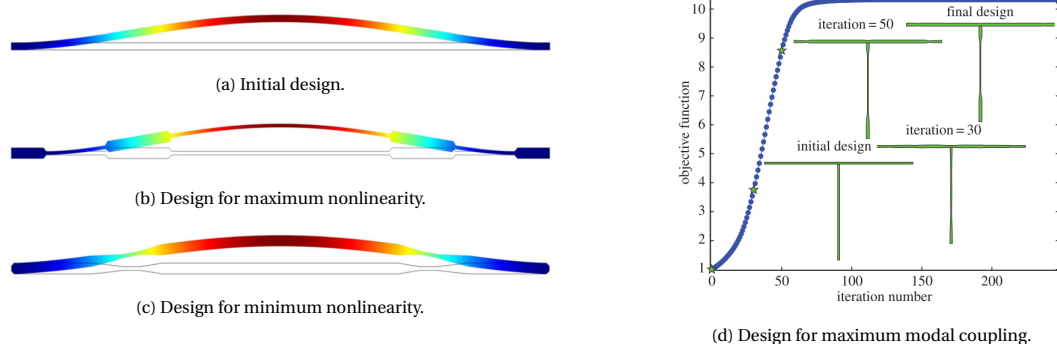 (a) Initial design.
(b) Design for maximum nonlinearity.
(c) Design for minimum nonlinearity.
10
9
8
7
6
5
4
3
2
1
objective function
final design
iteration = 50
iteration = 30
initial design
0
50
100
150
200
iteration number
(d) Design for maximum modal coupling.